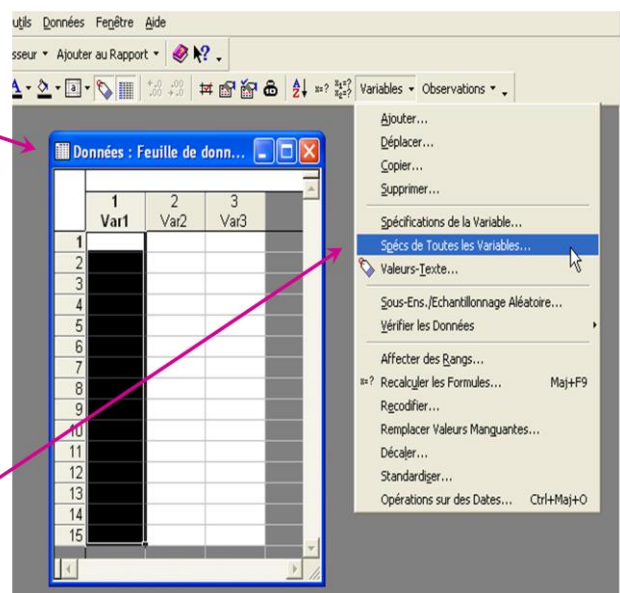 utils Données Fenêtre Aide
sseur Ajouter au Rapport
Variables Observations
Ajouter...
Déplacer...
Copier...
Supprimer...
Spécifications de la Variable...
Spécs de Toutes les Variables...
Valeurs-Texte...
Sous-Ens./Echantillonnage Aléatoire...
Vérifier les Données
Affecter des Rangs...
Recalculer les Formules... Maj+F9
Recodifier...
Remplacer Valeurs Manquantes...
Décaler...
Standardiser...
Opérations sur des Dates... Ctrl+Maj+O
Données : Feuille de donn...
1 2 3
Var1 Var2 Var3
1
2
3
4
5
6
7
8
9
10
11
12
13
14
15